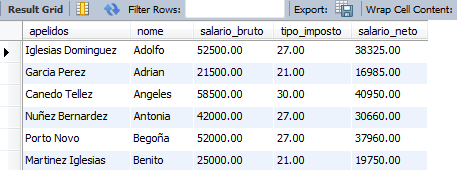 Result Grid Filter Rows: Export: Wrap Cell Content:
apelidos nome salario_bruto tipo_imposto salario_neto
Iglesias Dominguez Adolfo 52500.00 27.00 38325.00
Garcia Perez Adrian 21500.00 21.00 16985.00
Canedo Tellez Angeles 58500.00 30.00 40950.00
Nuñez Bernardez Antonia 42000.00 27.00 30660.00
Porto Novo Begoña 52000.00 27.00 37960.00
Martinez Iglesias Benito 25000.00 21.00 19750.00